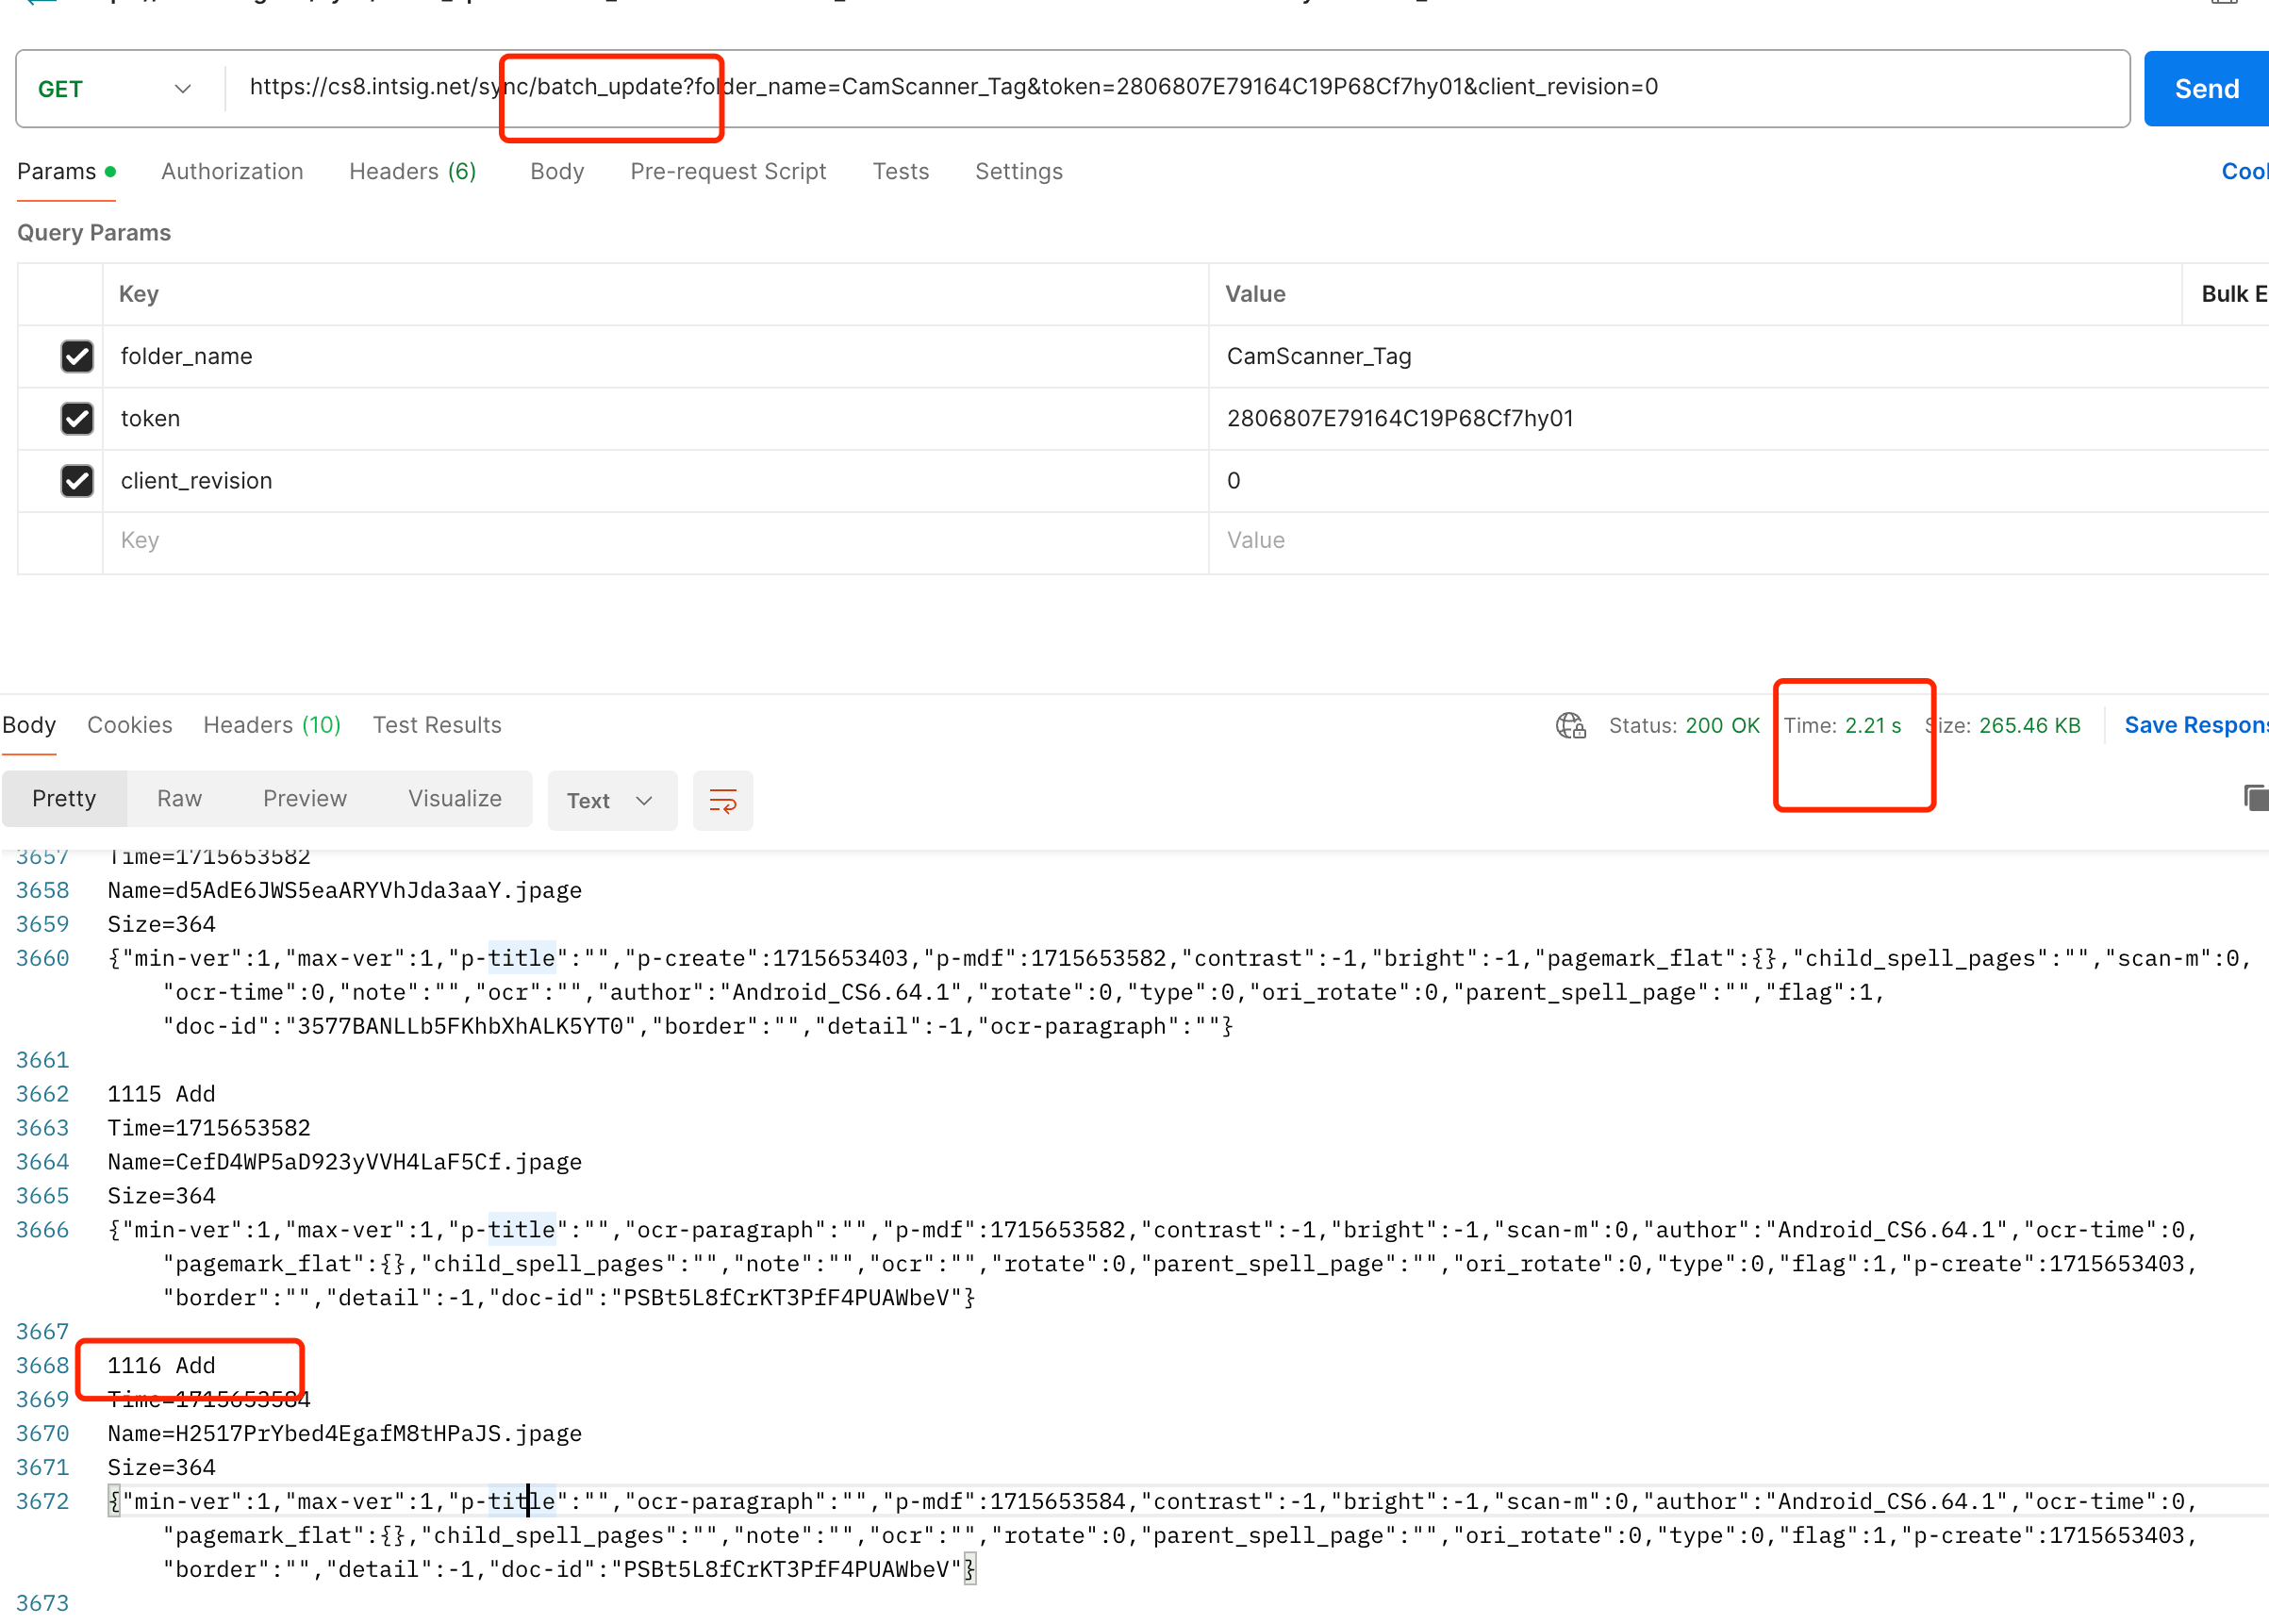 GET
https://cs8.intsig.net/sync/batch_update?folder_name=CamScanner_Tag&token=2806807E79164C19P68Cf7hy01&client_revision=0
Send
Params
Authorization
Headers (6)
Body
Pre-request Script
Tests
Settings
Query Params
Key
Value
Bulk E
folder_name
CamScanner_Tag
token
2806807E79164C19P68Cf7hy01
client_revision
0
Key
Value
Body
Cookies
Headers (10)
Test Results
Status: 200 OK
Time: 2.21 s
Size: 265.46 KB
Save Respons
Pretty
Raw
Preview
Visualize
Text
3657 Time=1715653582
3658 Name=d5AdE6JWS5eaARYVhJda3aaY.jpage
3659 Size=364
3660 {"min-ver":1,"max-ver":1,"p-title":"","p-create":1715653403,"p-mdf":1715653582,"contrast":-1,"bright":-1,"pagemark_flat":{},"child_spell_pages":"","scan-m":0,
"ocr-time":0,"note":"","ocr":"","author":"Android_CS6.64.1","rotate":0,"type":0,"ori_rotate":0,"parent_spell_page":"","flag":1,
"doc-id":"3577BANLLb5FKhbXhALK5YT0","border":"","detail":-1,"ocr-paragraph":""}
3661
3662 1115 Add
3663 Time=1715653582
3664 Name=CefD4WP5aD923yVVH4LaF5Cf.jpage
3665 Size=364
3666 {"min-ver":1,"max-ver":1,"p-title":"","ocr-paragraph":"","p-mdf":1715653582,"contrast":-1,"bright":-1,"scan-m":0,"author":"Android_CS6.64.1","ocr-time":0,
"pagemark_flat":{},"child_spell_pages":"","note":"","ocr":"","rotate":0,"parent_spell_page":"","ori_rotate":0,"type":0,"flag":1,"p-create":1715653403,
"border":"","detail":-1,"doc-id":"PSBt5L8fCrKT3PfF4PUAWbeV"}
3667
3668 1116 Add
3669 Time=1715653584
3670 Name=H2517PrYbed4EgafM8tHPaJS.jpage
3671 Size=364
3672 {"min-ver":1,"max-ver":1,"p-title":"","ocr-paragraph":"","p-mdf":1715653584,"contrast":-1,"bright":-1,"scan-m":0,"author":"Android_CS6.64.1","ocr-time":0,
"pagemark_flat":{},"child_spell_pages":"","note":"","ocr":"","rotate":0,"parent_spell_page":"","ori_rotate":0,"type":0,"flag":1,"p-create":1715653403,
"border":"","detail":-1,"doc-id":"PSBt5L8fCrKT3PfF4PUAWbeV"}
3673